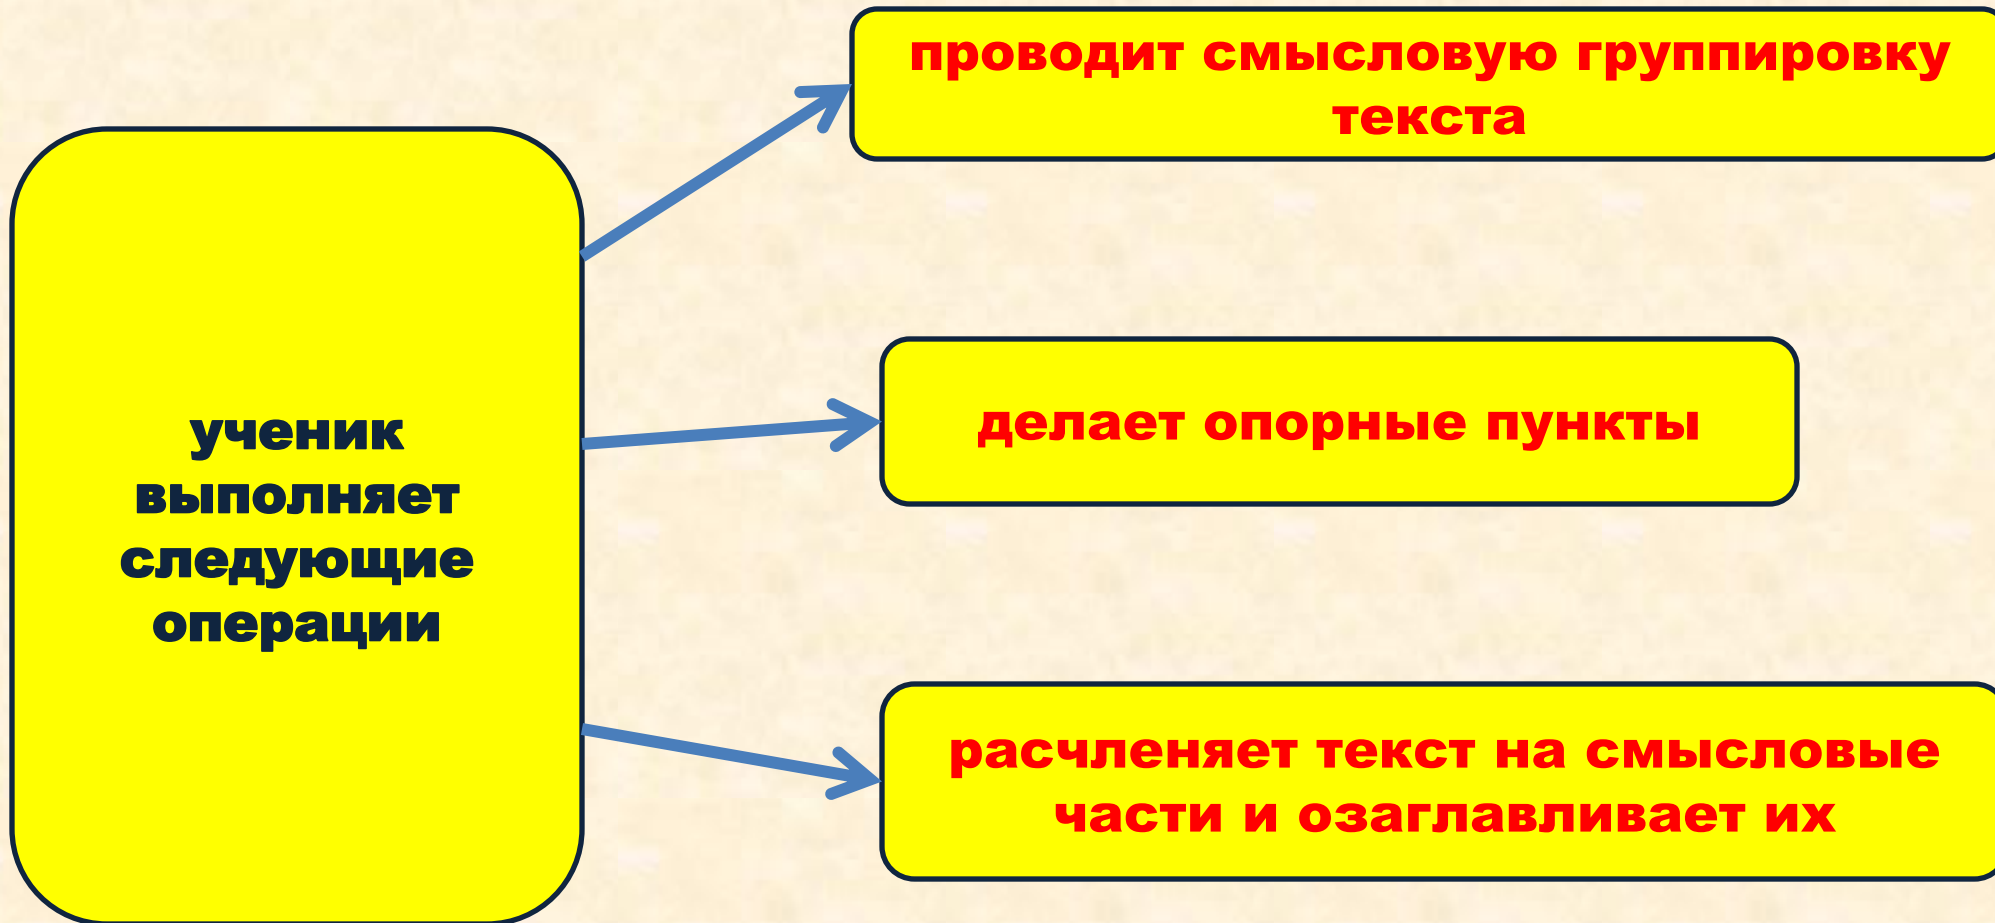 ученик
выполняет
следующие
операции
проводит смысловую группировку
текста
делает опорные пункты
расчленяет текст на смысловые
части и озаглавливает их